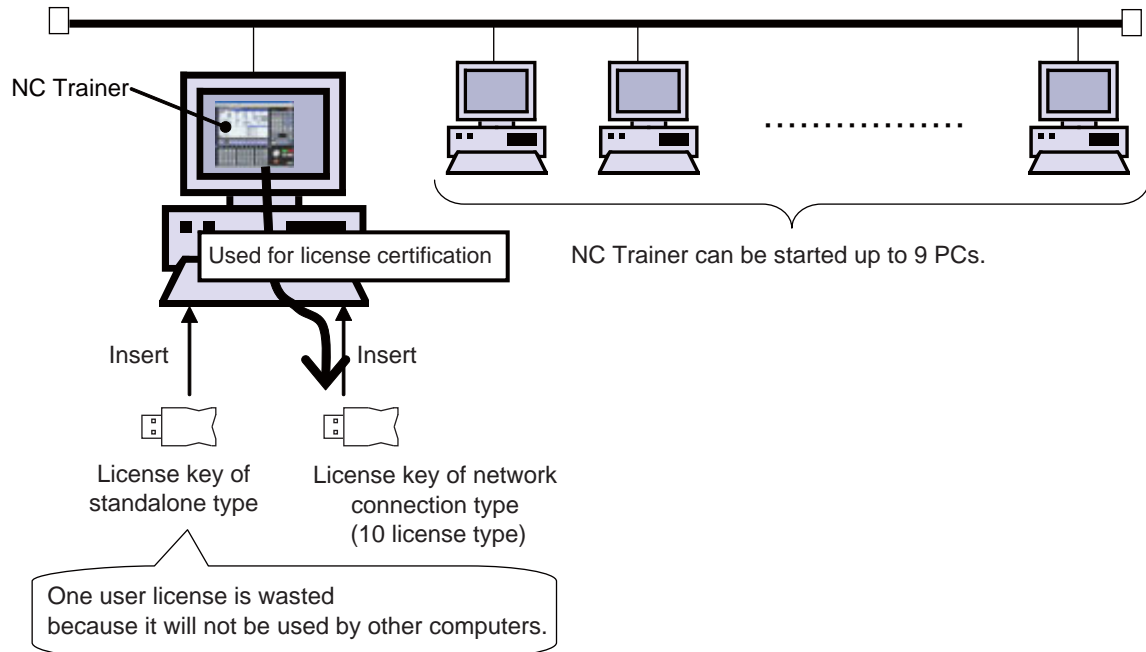 NC Trainer
Used for license certification
NC Trainer can be started up to 9 PCs.
Insert
Insert
License key of
standalone type
License key of network
connection type
(10 license type)
One user license is wasted
because it will not be used by other computers.